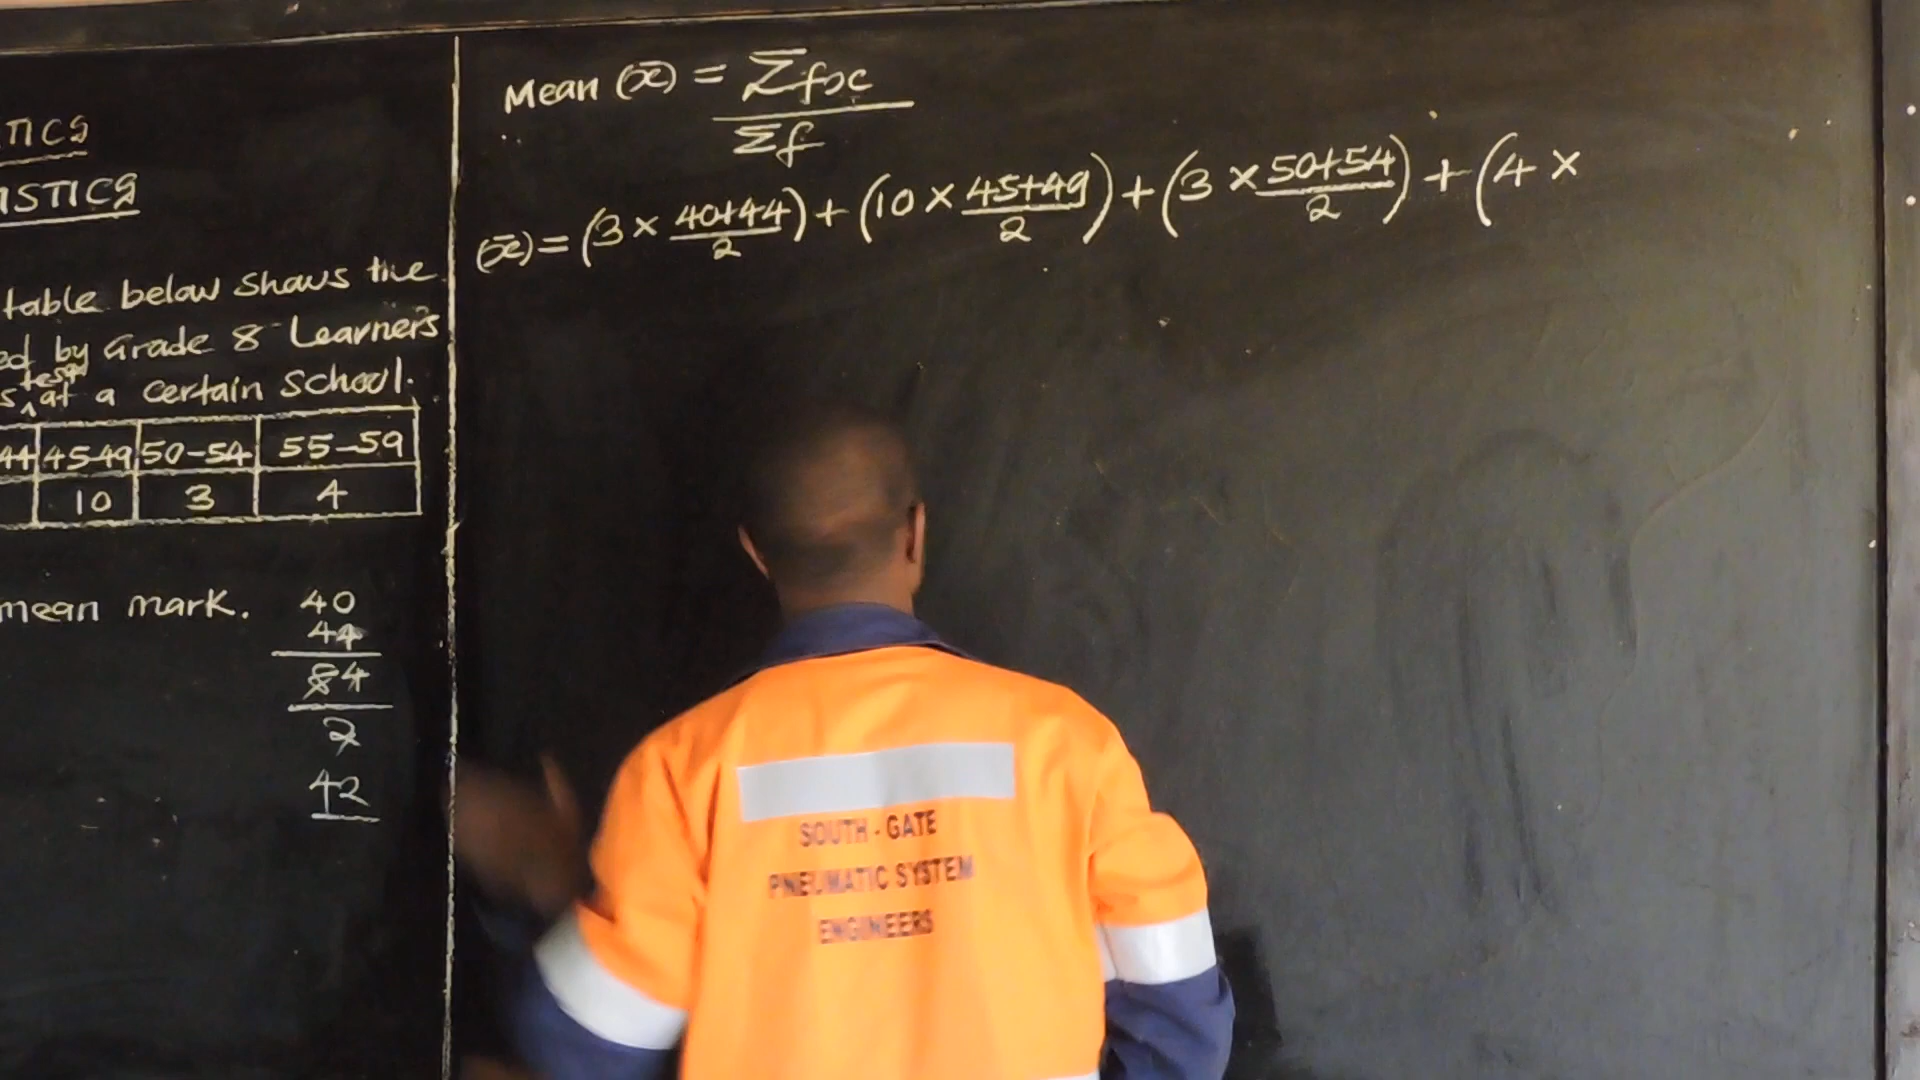 TICS
ISTICS
table below shows the
ed by Grade 8 Learners
test
s ^ at a certain School.
44 45-49 50-54 55-59
10 3 4
mean mark.
40
44
84
2
42
Mean (x̄) = Σfx
Σf
(x̄) = (3 × 40+44/2) + (10 × 45+49/2) + (3 × 50+54/2) + (4 ×
SOUTH - GATE
PNEUMATIC SYSTEM
ENGINEERS